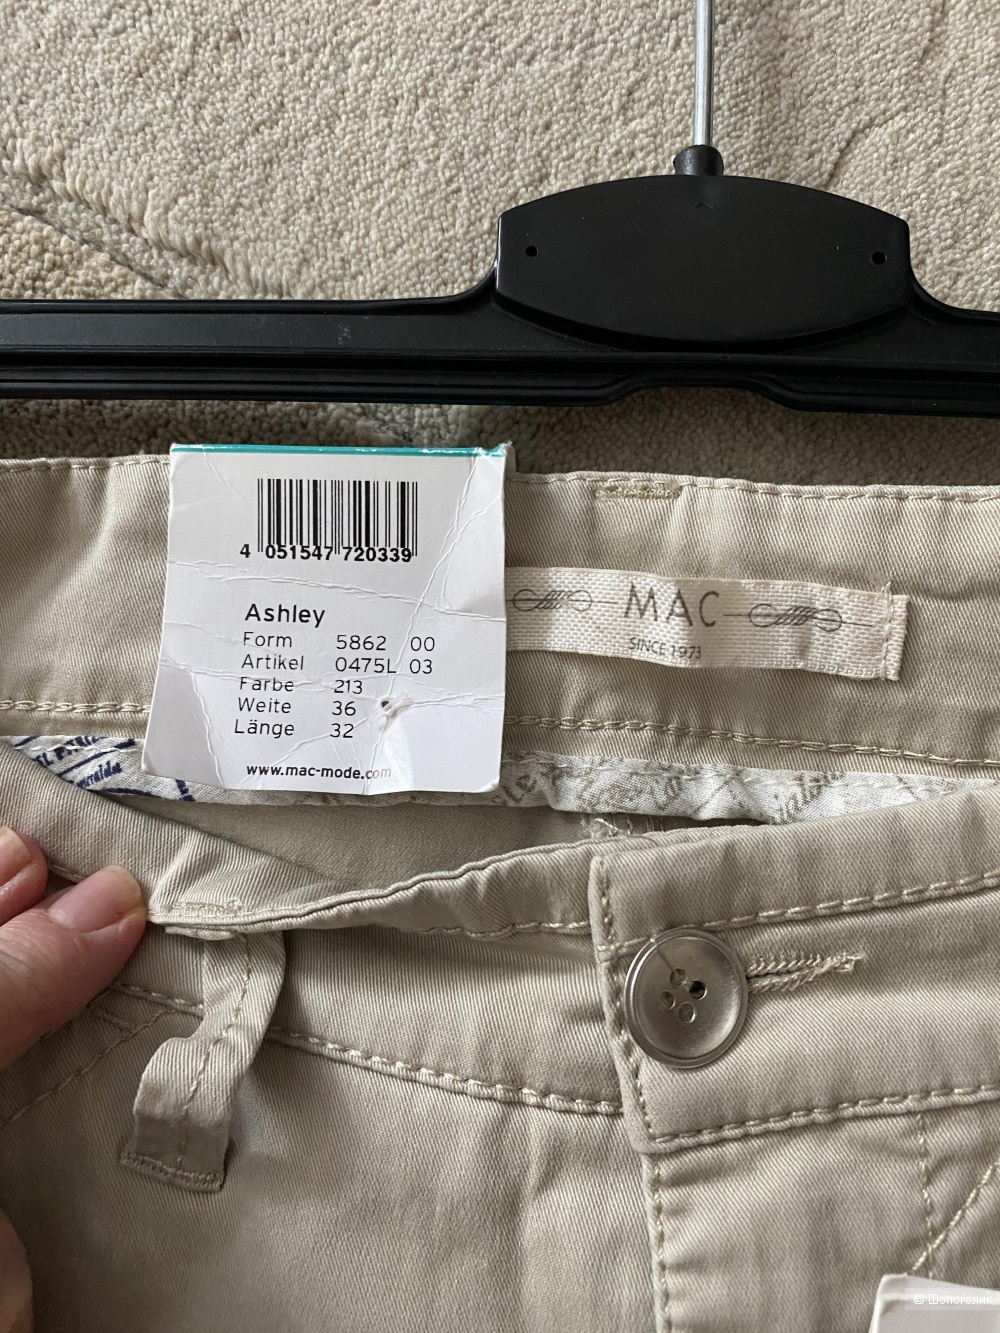 4 051547 720339
Ashley
Form 5862 00
Artikel 0475L 03
Farbe 213
Weite 36
Länge 32
www.mac-mode.com
MAC
SINCE 1973
© Шопоголик